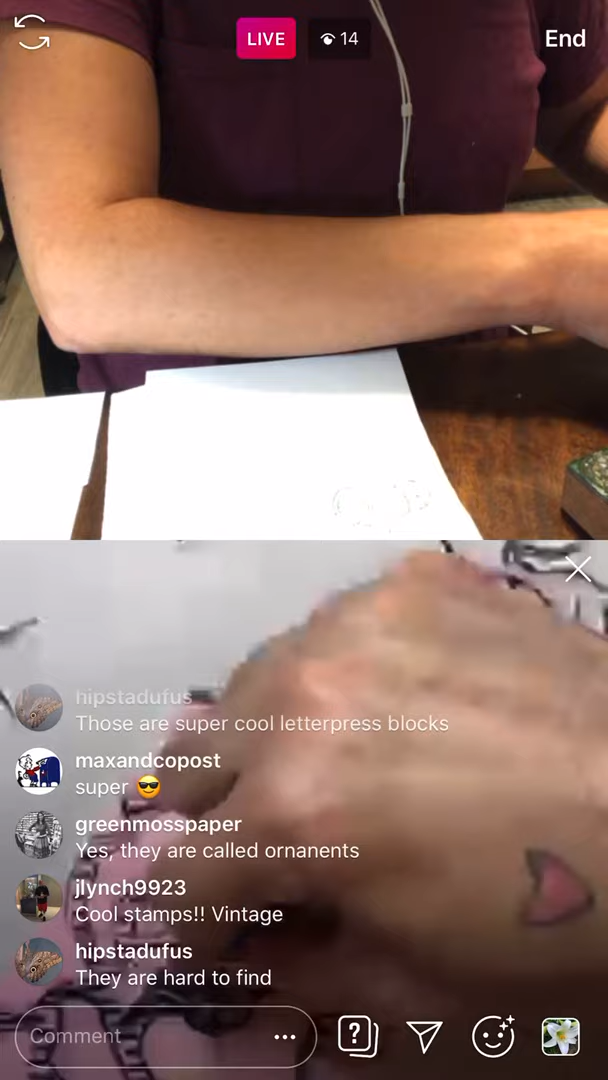 LIVE 14 End
hipstadufus
Those are super cool letterpress blocks
maxandcopost
super 😎
greenmosspaper
Yes, they are called ornanents
jlynch9923
Cool stamps!! Vintage
hipstadufus
They are hard to find
Comment